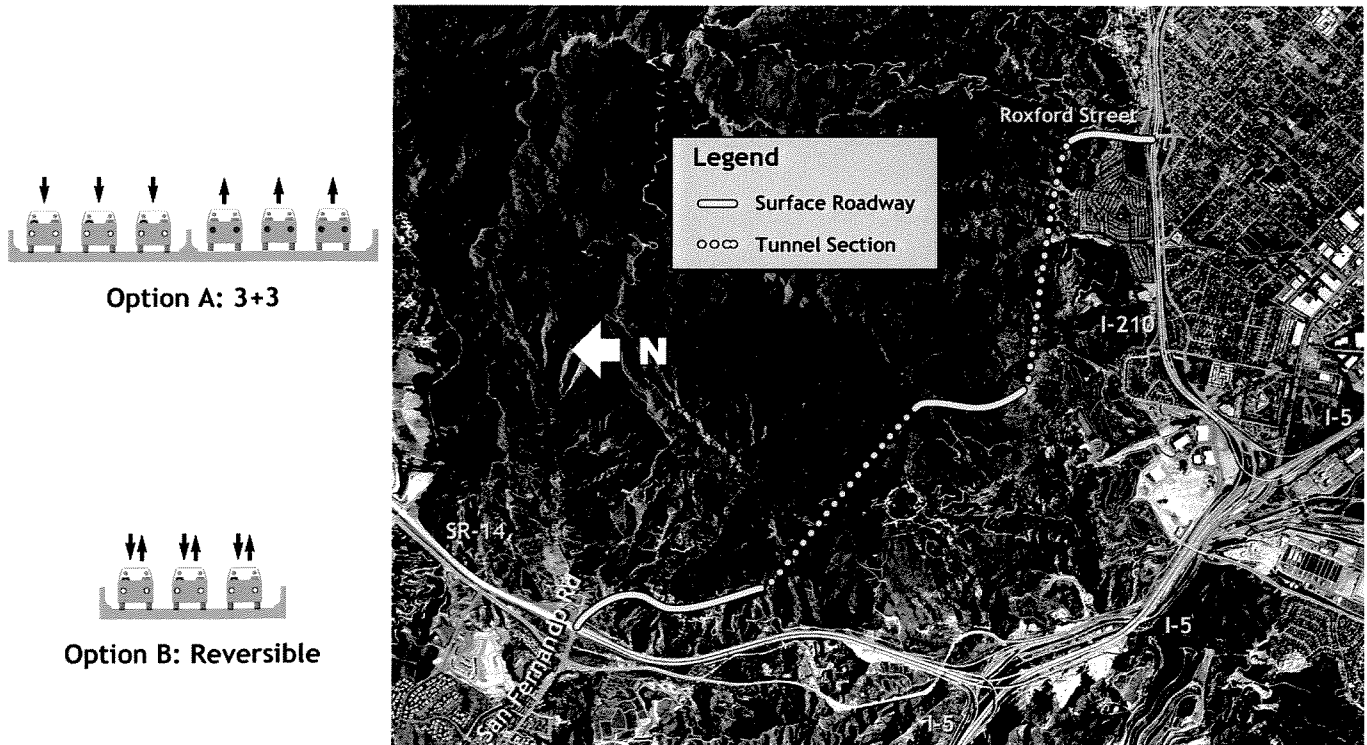 Option A: 3+3
Option B: Reversible
Roxford Street
Legend
Surface Roadway
Tunnel Section
N
I-210
I-5
SR-14
San Fernando Rd
I-5
I-5